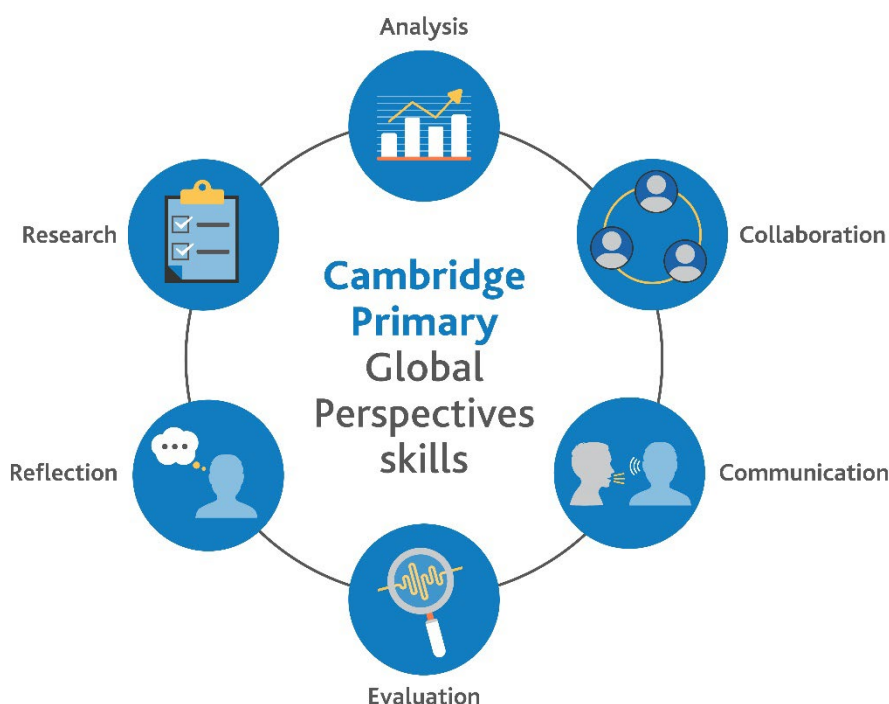 Analysis
Research
Collaboration
Cambridge
Primary
Global
Perspectives
skills
Reflection
Communication
Evaluation